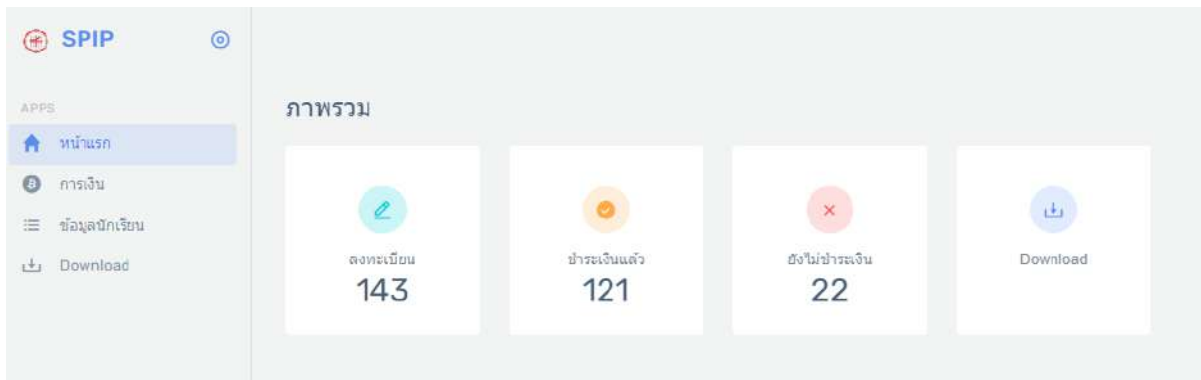 SPIP
APPS
หน้าแรก
การเงิน
ข้อมูลนักเรียน
Download
ภาพรวม
ลงทะเบียน
143
ชำระเงินแล้ว
121
ยังไม่ชำระเงิน
22
Download